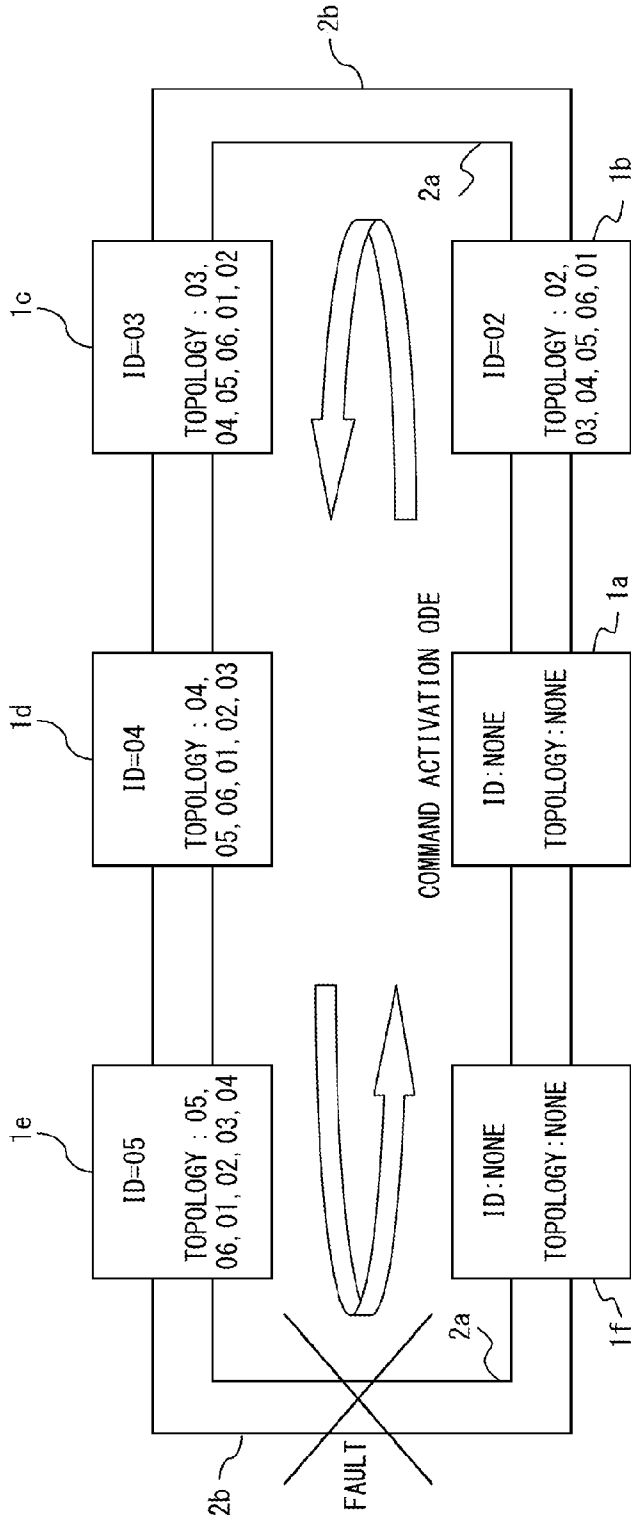 1e
1d
1c
ID=05
TOPOLOGY : 05,
06, 01, 02, 03, 04
ID=04
TOPOLOGY : 04,
05, 06, 01, 02, 03
ID=03
TOPOLOGY : 03,
04, 05, 06, 01, 02
2b
2b
FAULT
2a
2a
COMMAND ACTIVATION ODE
ID:NONE
TOPOLOGY:NONE
ID:NONE
TOPOLOGY:NONE
ID=02
TOPOLOGY : 02,
03, 04, 05, 06, 01
1f
1a
1b